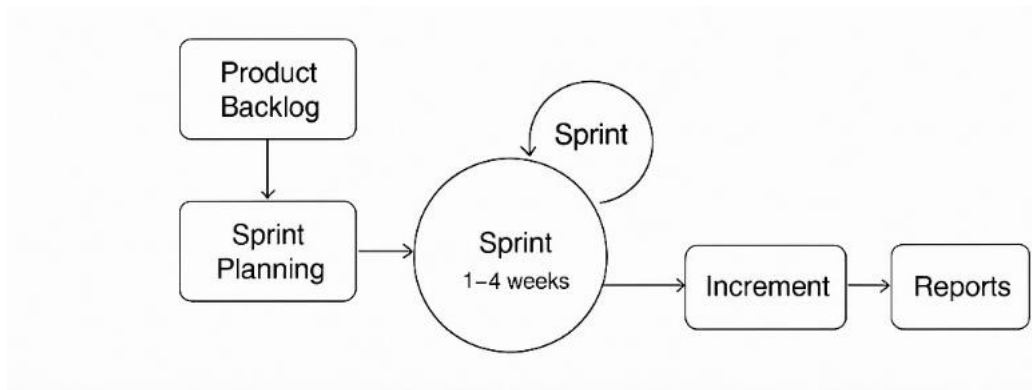 Product
Backlog
Sprint
Planning
Sprint
Sprint
1–4 weeks
Increment
Reports